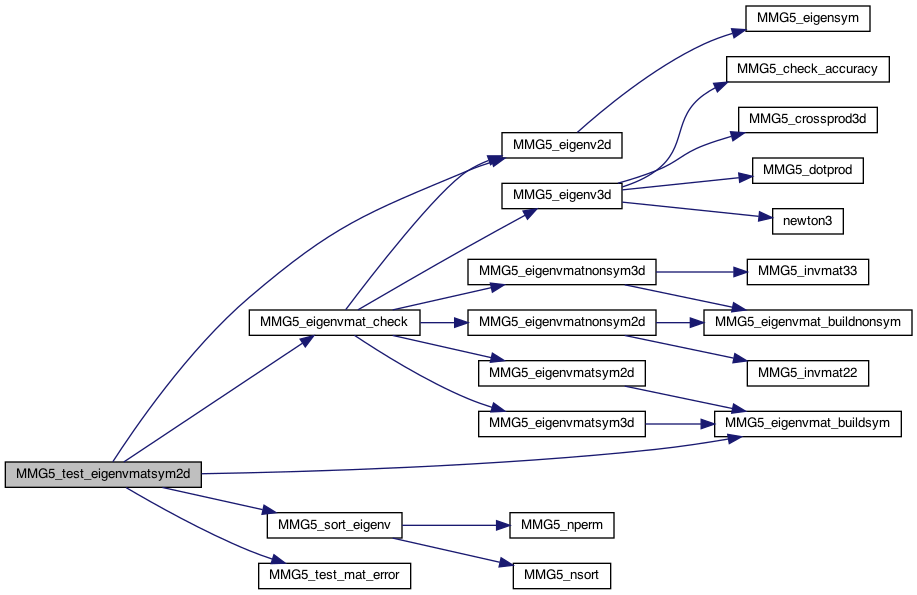 MMG5_eigensym
MMG5_check_accuracy
MMG5_crossprod3d
MMG5_eigenv2d
MMG5_dotprod
MMG5_eigenv3d
newton3
MMG5_eigenvmatnonsym3d
MMG5_invmat33
MMG5_eigenvmat_check
MMG5_eigenvmatnonsym2d
MMG5_eigenvmat_buildnonsym
MMG5_eigenvmatsym2d
MMG5_invmat22
MMG5_eigenvmatsym3d
MMG5_eigenvmat_buildsym
MMG5_test_eigenvmatsym2d
MMG5_sort_eigenv
MMG5_nperm
MMG5_test_mat_error
MMG5_nsort